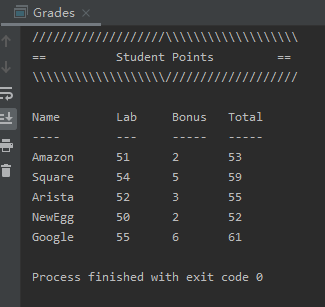 Grades
///////////////////\\\\\\\\\\\\\\\\\\\
==          Student Points         ==
\\\\\\\\\\\\\\\\\\\///////////////////
Name        Lab     Bonus   Total
----        ---     -----   -----
Amazon      51      2       53
Square      54      5       59
Arista      52      3       55
NewEgg      50      2       52
Google      55      6       61
Process finished with exit code 0